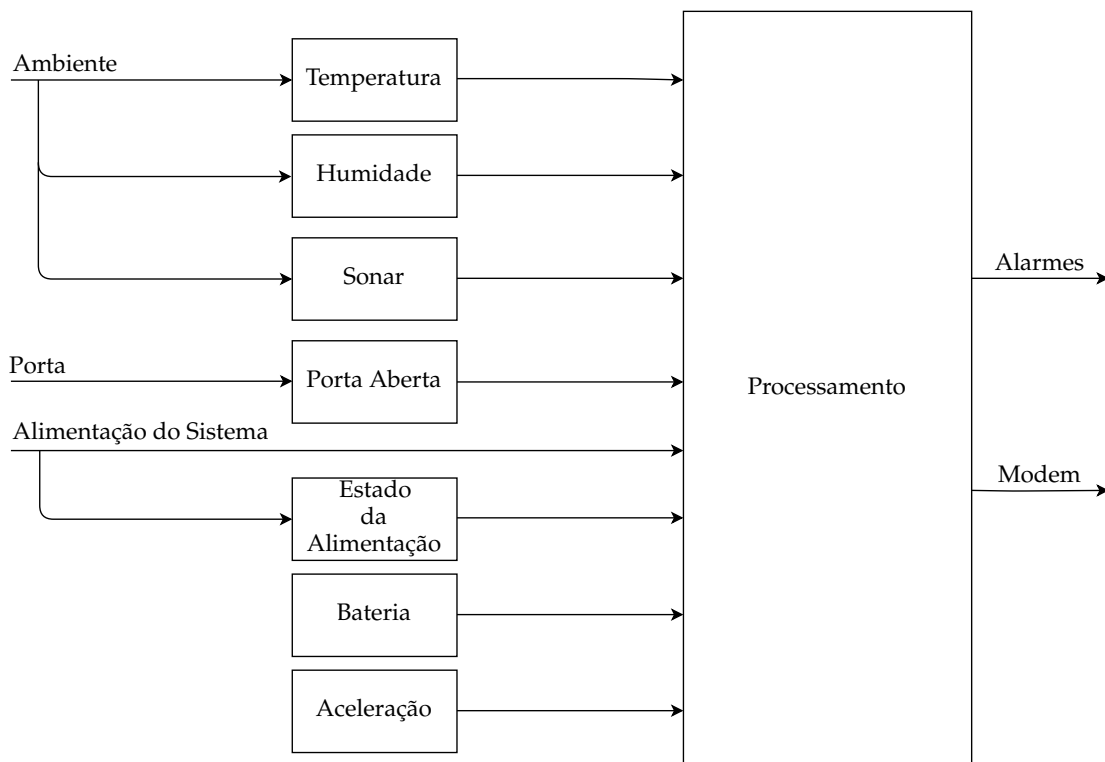 Ambiente
Temperatura
Humidade
Sonar
Alarmes
Porta
Porta Aberta
Processamento
Alimentação do Sistema
Modem
Estado
da
Alimentação
Bateria
Aceleração